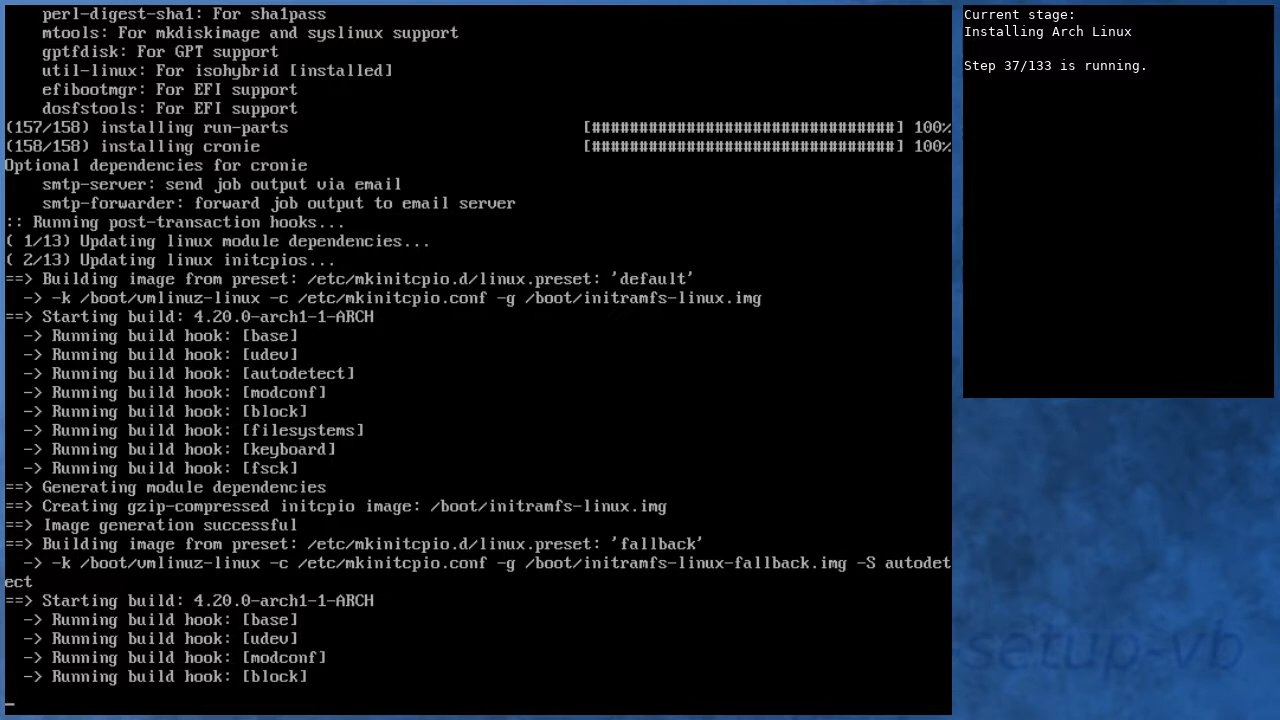 perl-digest-sha1: For sha1pass
mtools: For mkdiskimage and syslinux support
gptfdisk: For GPT support
util-linux: For isohybrid [installed]
efibootmgr: For EFI support
dosfstools: For EFI support
(157/158) installing run-parts [################################] 100%
(158/158) installing cronie [################################] 100%
Optional dependencies for cronie
smtp-server: send job output via email
smtp-forwarder: forward job output to email server
:: Running post-transaction hooks...
( 1/13) Updating linux module dependencies...
( 2/13) Updating linux initcpios...
==> Building image from preset: /etc/mkinitcpio.d/linux.preset: 'default'
-> -k /boot/vmlinuz-linux -c /etc/mkinitcpio.conf -g /boot/initramfs-linux.img
==> Starting build: 4.20.0-arch1-1-ARCH
-> Running build hook: [base]
-> Running build hook: [udev]
-> Running build hook: [autodetect]
-> Running build hook: [modconf]
-> Running build hook: [block]
-> Running build hook: [filesystems]
-> Running build hook: [keyboard]
-> Running build hook: [fsck]
==> Generating module dependencies
==> Creating gzip-compressed initcpio image: /boot/initramfs-linux.img
==> Image generation successful
==> Building image from preset: /etc/mkinitcpio.d/linux.preset: 'fallback'
-> -k /boot/vmlinuz-linux -c /etc/mkinitcpio.conf -g /boot/initramfs-linux-fallback.img -S autodet
ect
==> Starting build: 4.20.0-arch1-1-ARCH
-> Running build hook: [base]
-> Running build hook: [udev]
-> Running build hook: [modconf]
-> Running build hook: [block]
_
Current stage:
Installing Arch Linux
Step 37/133 is running.
setup-vb